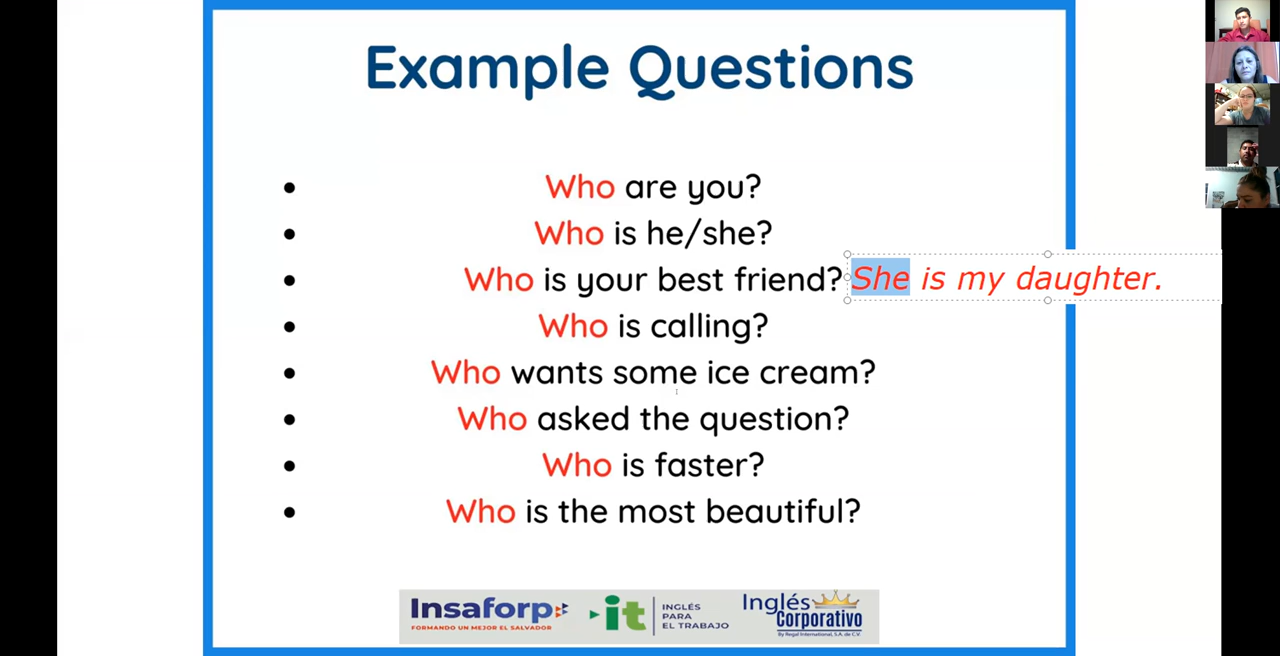 Example Questions
• Who are you?
• Who is he/she?
• Who is your best friend? She is my daughter.
• Who is calling?
• Who wants some ice cream?
• Who asked the question?
• Who is faster?
• Who is the most beautiful?
Insaforp
FORMANDO UN MEJOR EL SALVADOR
it
INGLÉS
PARA
EL TRABAJO
Inglés
Corporativo
By Regal International, S.A. de C.V.